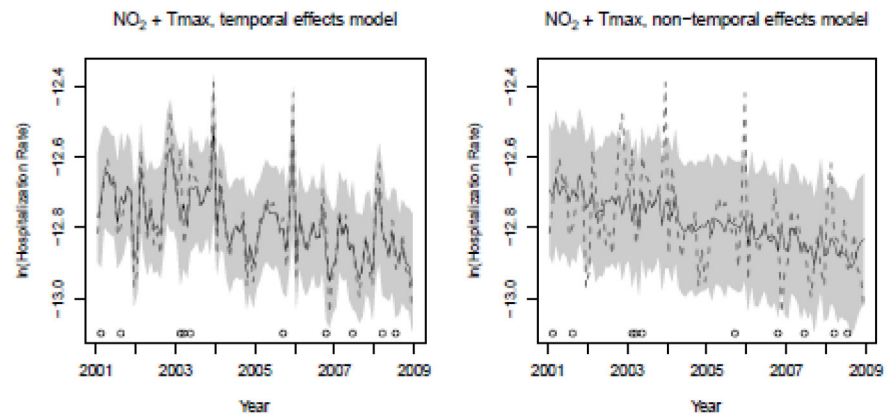 NO₂ + Tmax, temporal effects model
ln(Hospitalization Rate)
−12.4
−12.6
−12.8
−13.0
2001 2003 2005 2007 2009
Year
NO₂ + Tmax, non−temporal effects model
ln(Hospitalization Rate)
−12.4
−12.6
−12.8
−13.0
2001 2003 2005 2007 2009
Year